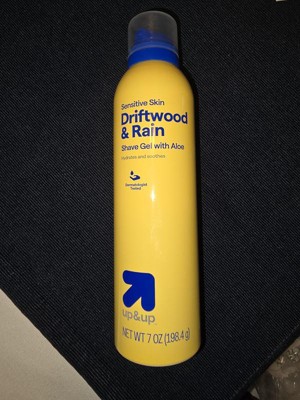 Sensitive Skin
Driftwood
& Rain
Shave Gel with Aloe
hydrates and soothes
Dermatologist
Tested
up&up
NET WT 7 OZ (198.4 g)